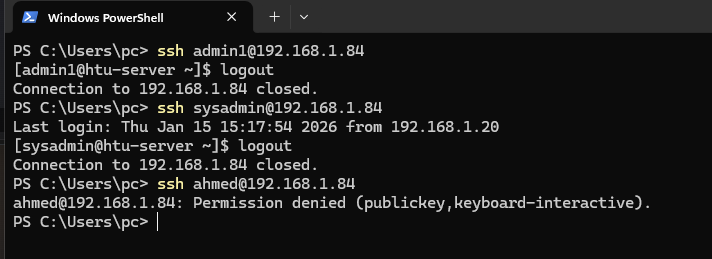 Windows PowerShell
PS C:\Users\pc> ssh admin1@192.168.1.84
[admin1@htu-server ~]$ logout
Connection to 192.168.1.84 closed.
PS C:\Users\pc> ssh sysadmin@192.168.1.84
Last login: Thu Jan 15 15:17:54 2026 from 192.168.1.20
[sysadmin@htu-server ~]$ logout
Connection to 192.168.1.84 closed.
PS C:\Users\pc> ssh ahmed@192.168.1.84
ahmed@192.168.1.84: Permission denied (publickey,keyboard-interactive).
PS C:\Users\pc>